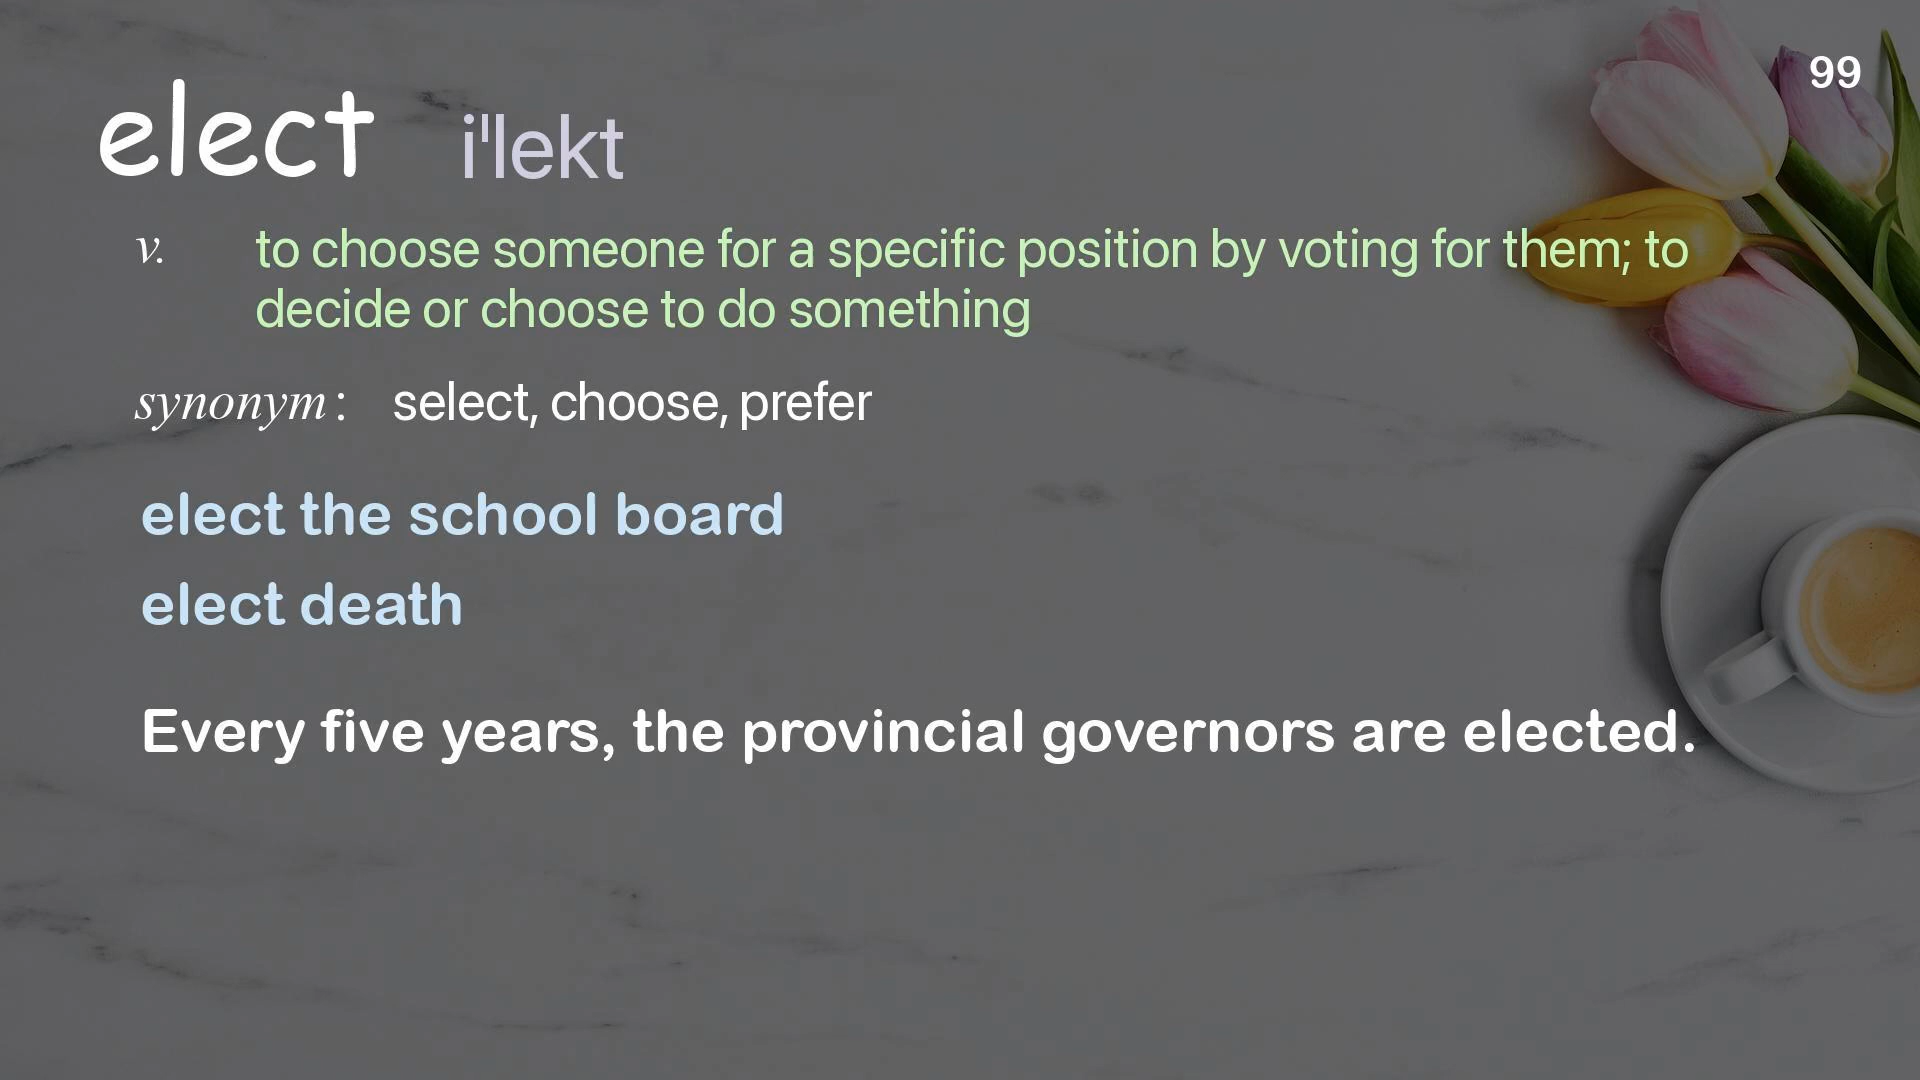 99
elect iˈlekt
v. to choose someone for a specific position by voting for them; to
decide or choose to do something
synonym : select, choose, prefer
elect the school board
elect death
Every five years, the provincial governors are elected.